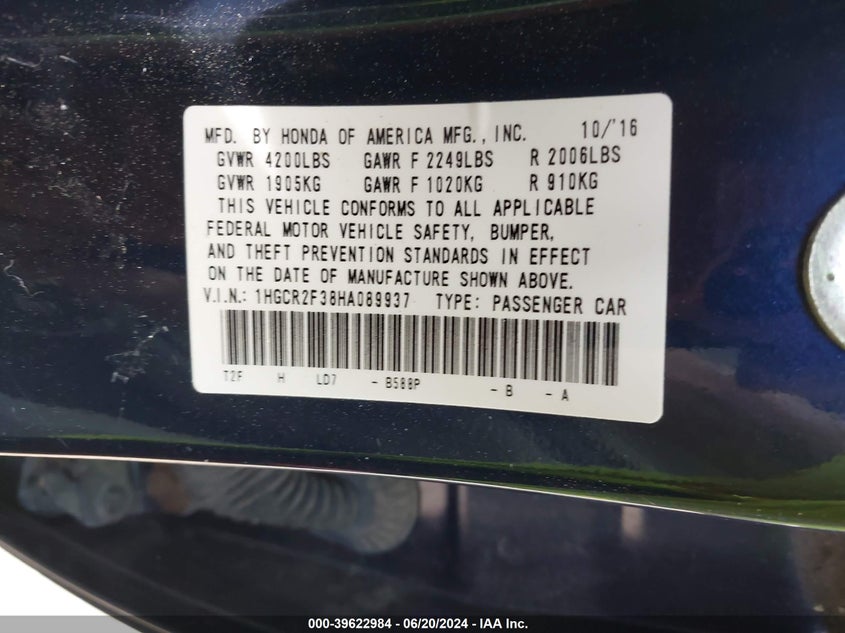 MFD. BY HONDA OF AMERICA MFG., INC. 10/'16
GVWR 4200LBS GAWR F 2249LBS R 2006LBS
GVWR 1905KG GAWR F 1020KG R 910KG
THIS VEHICLE CONFORMS TO ALL APPLICABLE
FEDERAL MOTOR VEHICLE SAFETY, BUMPER,
AND THEFT PREVENTION STANDARDS IN EFFECT
ON THE DATE OF MANUFACTURE SHOWN ABOVE.
V.I.N.: 1HGCR2F38HA089937 TYPE: PASSENGER CAR
T2F H LD7 - B588P - B - A
000-39622984 - 06/20/2024 - IAA Inc.